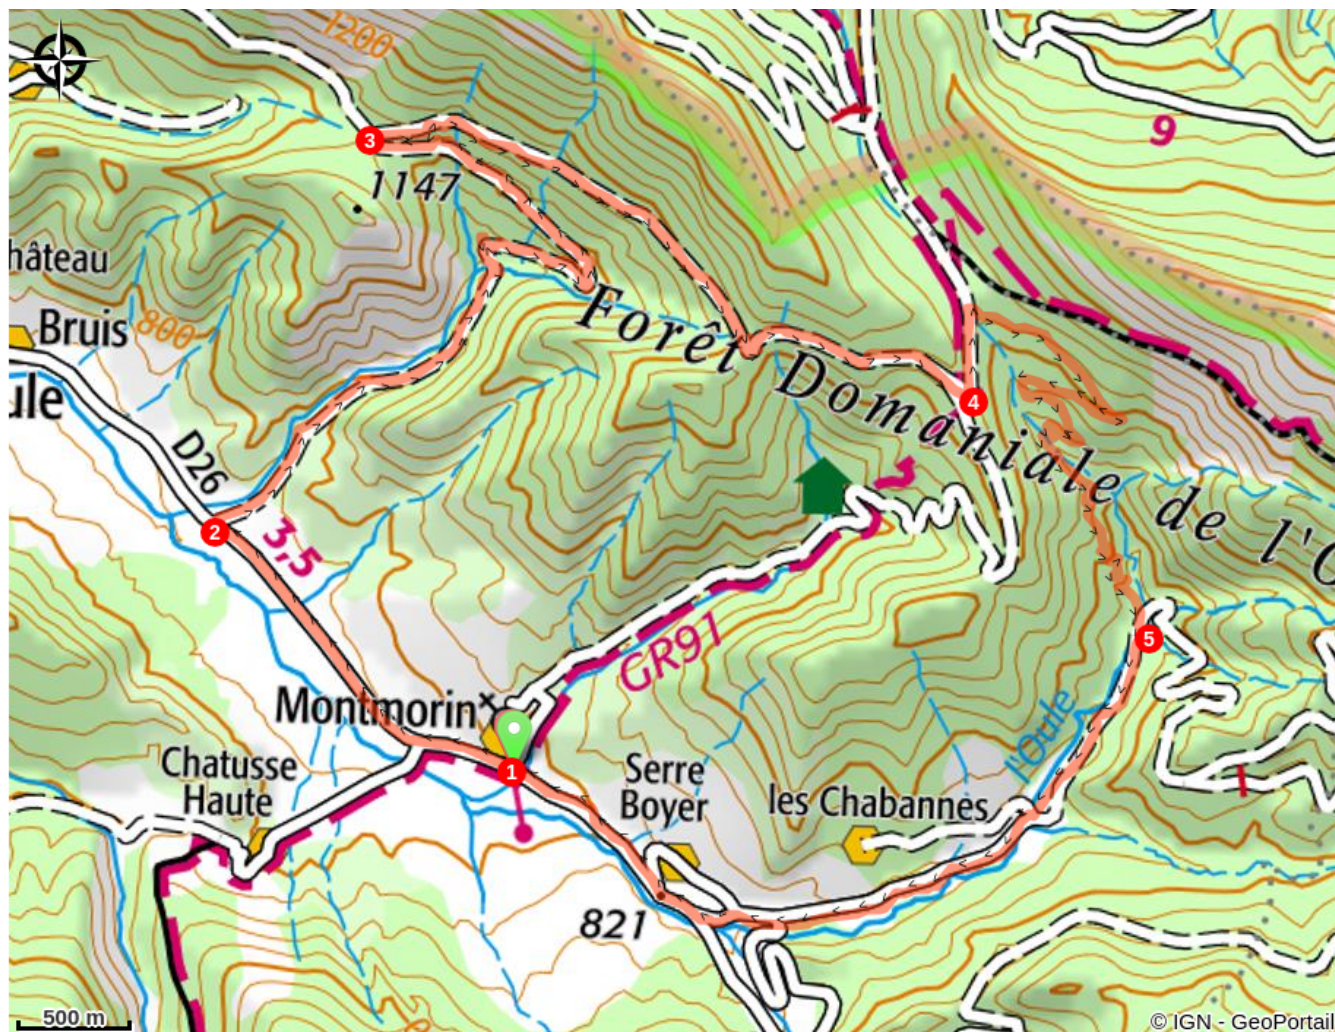 1200
9
3
1147
hâteau
Bruis
800
ule
D26
Forêt Domaniale de l'O
4
2
3,5
5
GR91
l'Oule
Montmorin
1
Chatusse
Haute
Serre
Boyer
les Chabannes
821
500 m
© IGN - GeoPortail